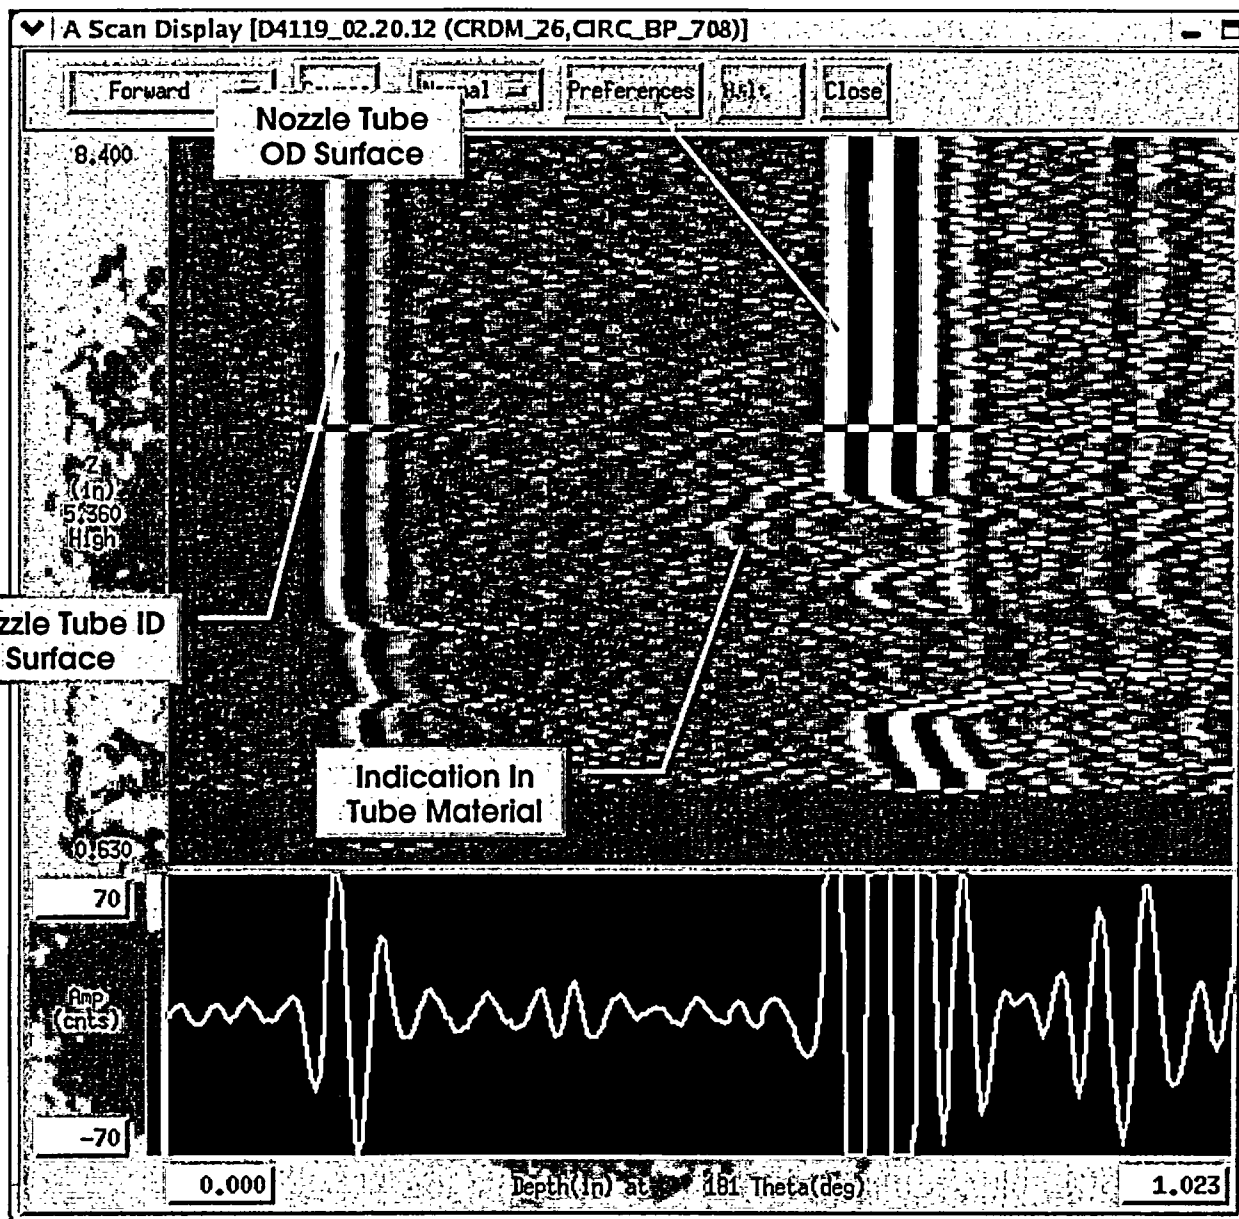 A Scan Display [D4119_02.20.12 (CRDM_26,CIRC_BP_708)]
Forward
Preferences
Close
Nozzle Tube
OD Surface
8.400
Z
(in)
5.360
High
zzle Tube ID
Surface
Indication In
Tube Material
0.630
70
Amp
(cnts)
-70
0.000
Depth(in) at 181 Theta(deg)
1.023